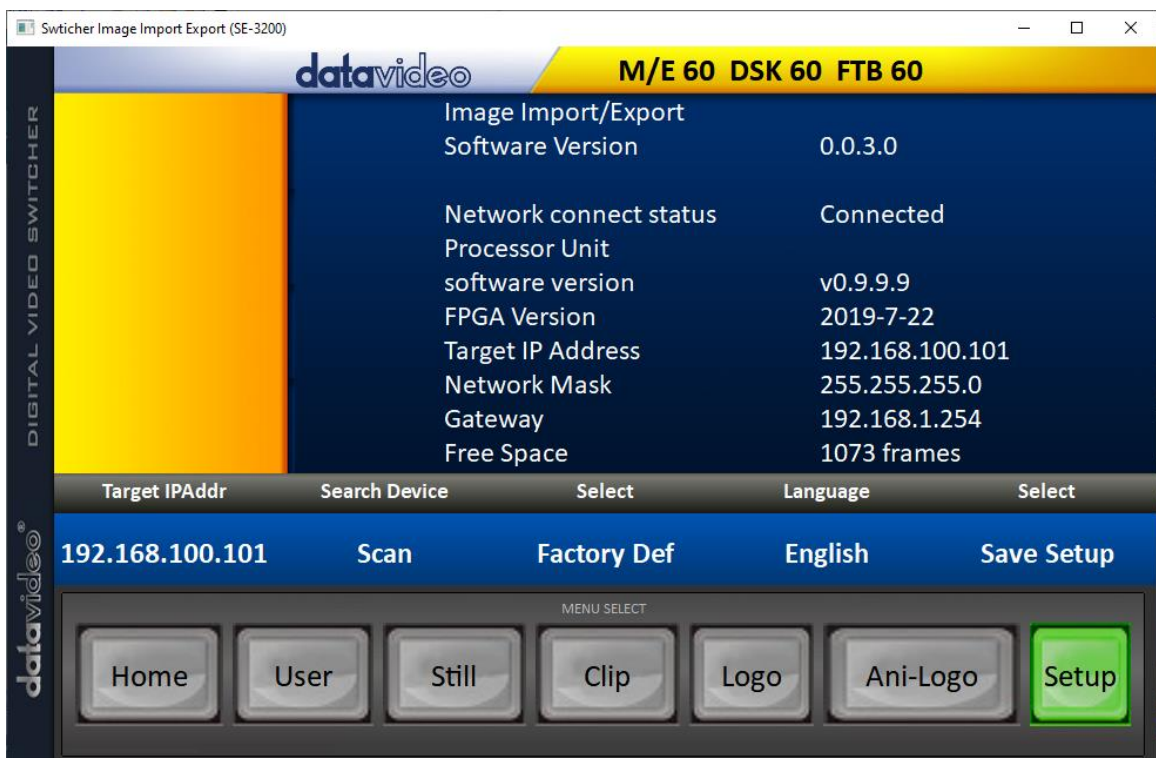 Swticher Image Import Export (SE-3200)
datavideo M/E 60 DSK 60 FTB 60
DIGITAL VIDEO SWITCHER
datavideo®
Image Import/Export
Software Version 0.0.3.0
Network connect status Connected
Processor Unit
software version v0.9.9.9
FPGA Version 2019-7-22
Target IP Address 192.168.100.101
Network Mask 255.255.255.0
Gateway 192.168.1.254
Free Space 1073 frames
Target IPAddr Search Device Select Language Select
192.168.100.101 Scan Factory Def English Save Setup
MENU SELECT
Home User Still Clip Logo Ani-Logo Setup